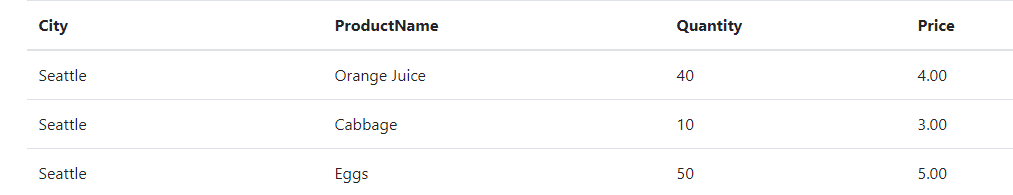 City ProductName Quantity Price
Seattle Orange Juice 40 4.00
Seattle Cabbage 10 3.00
Seattle Eggs 50 5.00